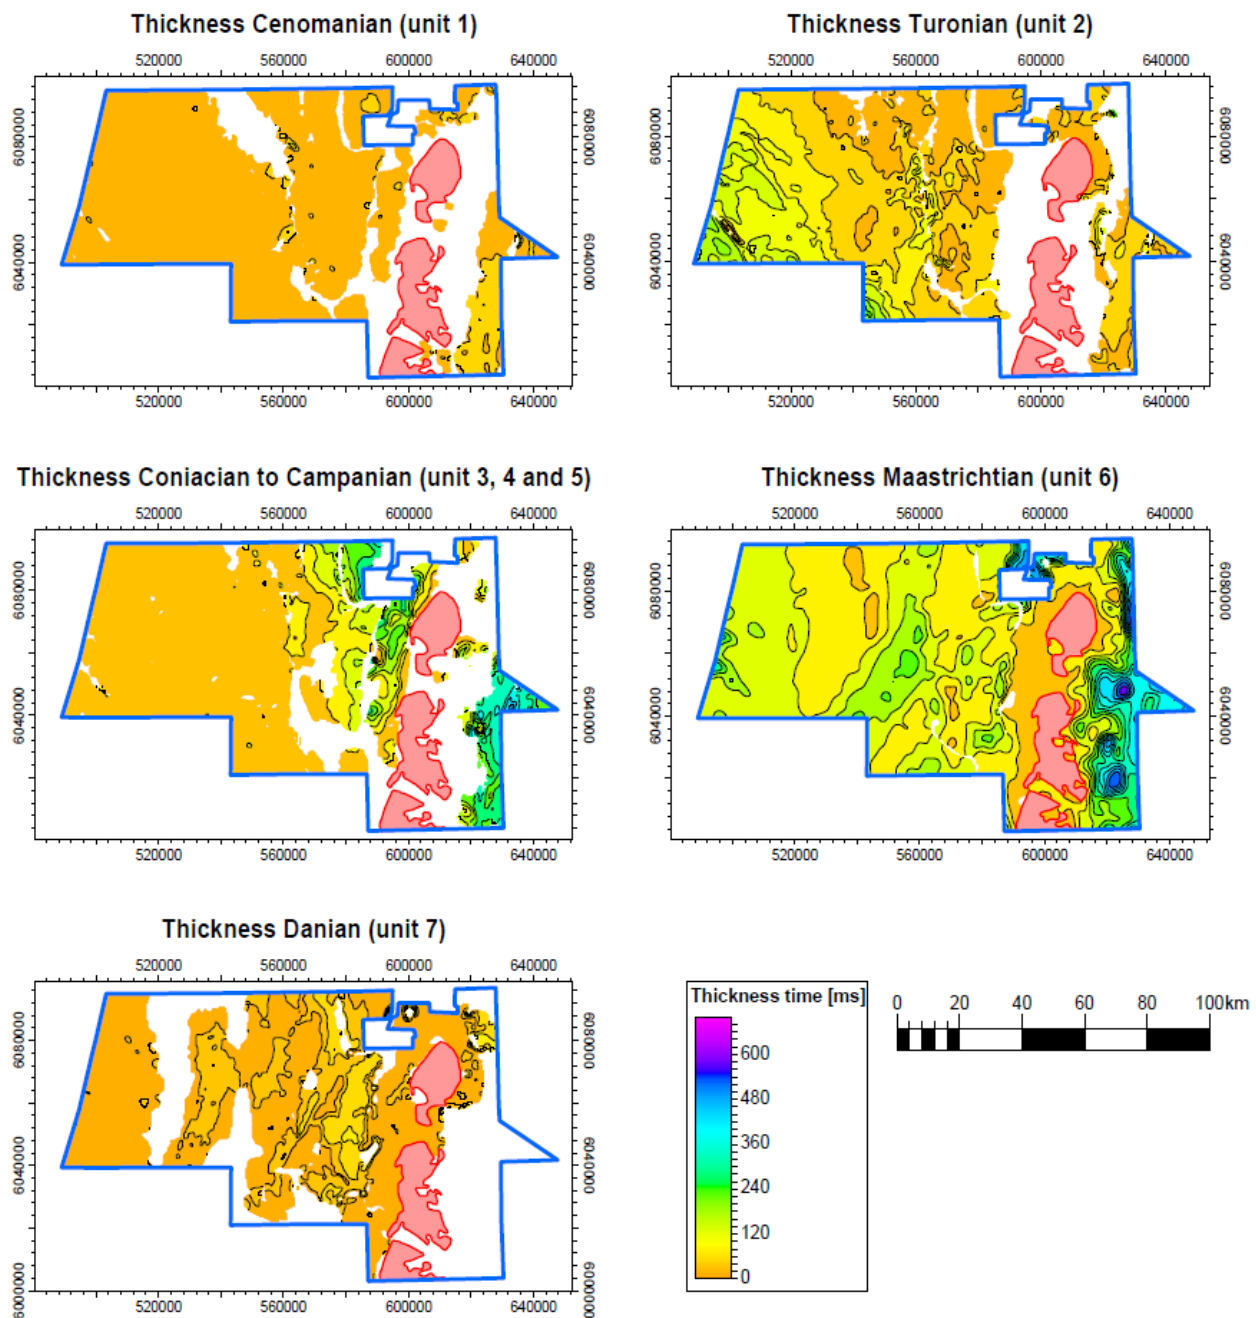 Thickness Cenomanian (unit 1)
520000 560000 600000 640000
6080000 6080000
6040000 6040000
520000 560000 600000 640000
Thickness Turonian (unit 2)
520000 560000 600000 640000
6080000 6080000
6040000 6040000
520000 560000 600000 640000
Thickness Coniacian to Campanian (unit 3, 4 and 5)
520000 560000 600000 640000
6080000 6080000
6040000 6040000
520000 560000 600000 640000
Thickness Maastrichtian (unit 6)
520000 560000 600000 640000
6080000 6080000
6040000 6040000
520000 560000 600000 640000
Thickness Danian (unit 7)
520000 560000 600000 640000
6080000 6080000
6040000 6040000
6000000 6000000
520000 560000 600000 640000
Thickness time [ms]
600
480
360
240
120
0
0 20 40 60 80 100km